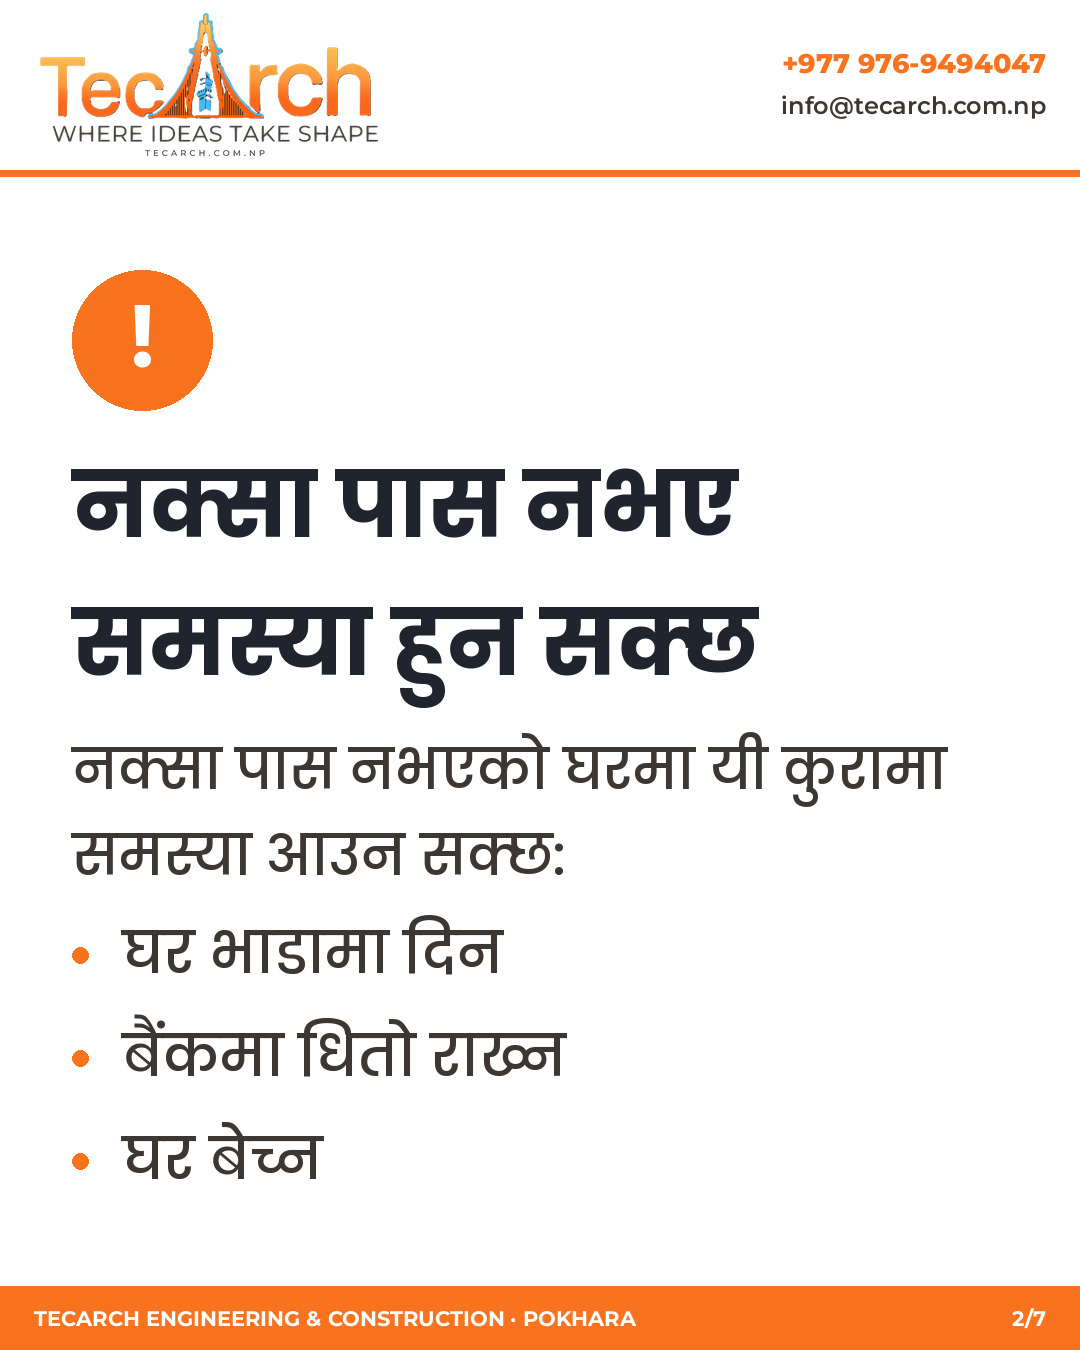 TecArch
WHERE IDEAS TAKE SHAPE
TECARCH.COM.NP
+977 976-9494047
info@tecarch.com.np
!
नक्सा पास नभए
समस्या हुन सक्छ
नक्सा पास नभएको घरमा यी कुरामा
समस्या आउन सक्छ:
• घर भाडामा दिन
• बैंकमा धितो राख्न
• घर बेच्न
TECARCH ENGINEERING & CONSTRUCTION · POKHARA
2/7